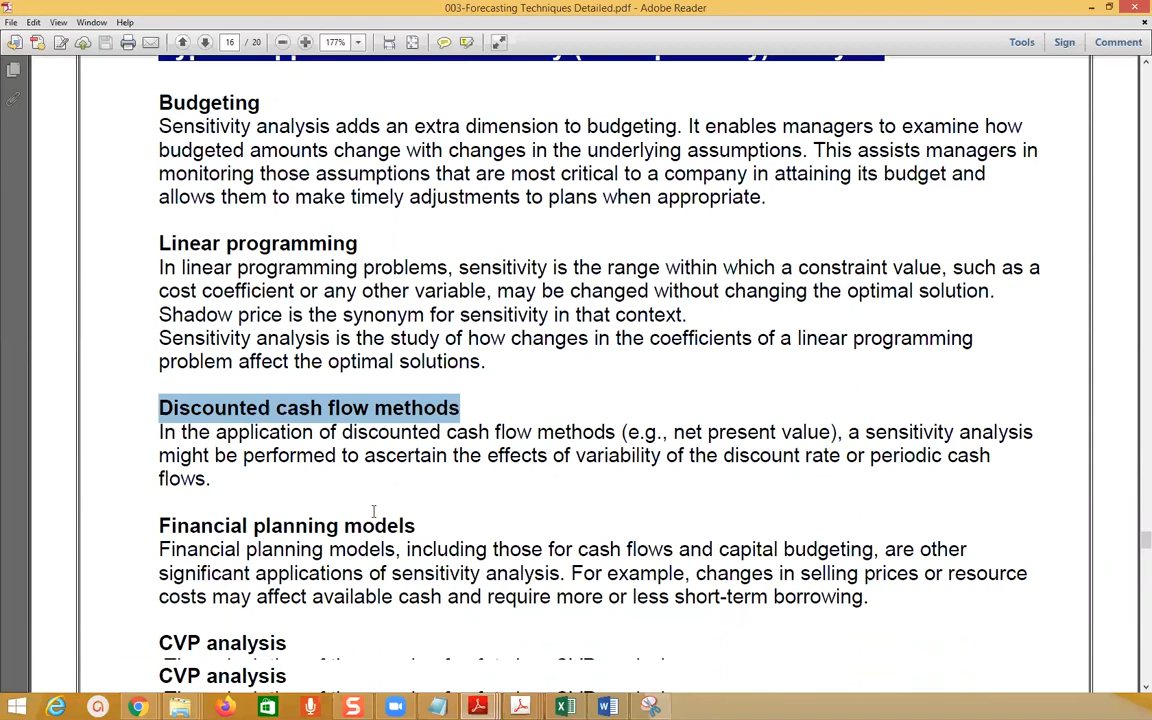 003-Forecasting Techniques Detailed.pdf - Adobe Reader
File Edit View Window Help
16 / 20 177% Tools Sign Comment
Budgeting
Sensitivity analysis adds an extra dimension to budgeting. It enables managers to examine how
budgeted amounts change with changes in the underlying assumptions. This assists managers in
monitoring those assumptions that are most critical to a company in attaining its budget and
allows them to make timely adjustments to plans when appropriate.
Linear programming
In linear programming problems, sensitivity is the range within which a constraint value, such as a
cost coefficient or any other variable, may be changed without changing the optimal solution.
Shadow price is the synonym for sensitivity in that context.
Sensitivity analysis is the study of how changes in the coefficients of a linear programming
problem affect the optimal solutions.
Discounted cash flow methods
In the application of discounted cash flow methods (e.g., net present value), a sensitivity analysis
might be performed to ascertain the effects of variability of the discount rate or periodic cash
flows.
Financial planning models
Financial planning models, including those for cash flows and capital budgeting, are other
significant applications of sensitivity analysis. For example, changes in selling prices or resource
costs may affect available cash and require more or less short-term borrowing.
CVP analysis
CVP analysis